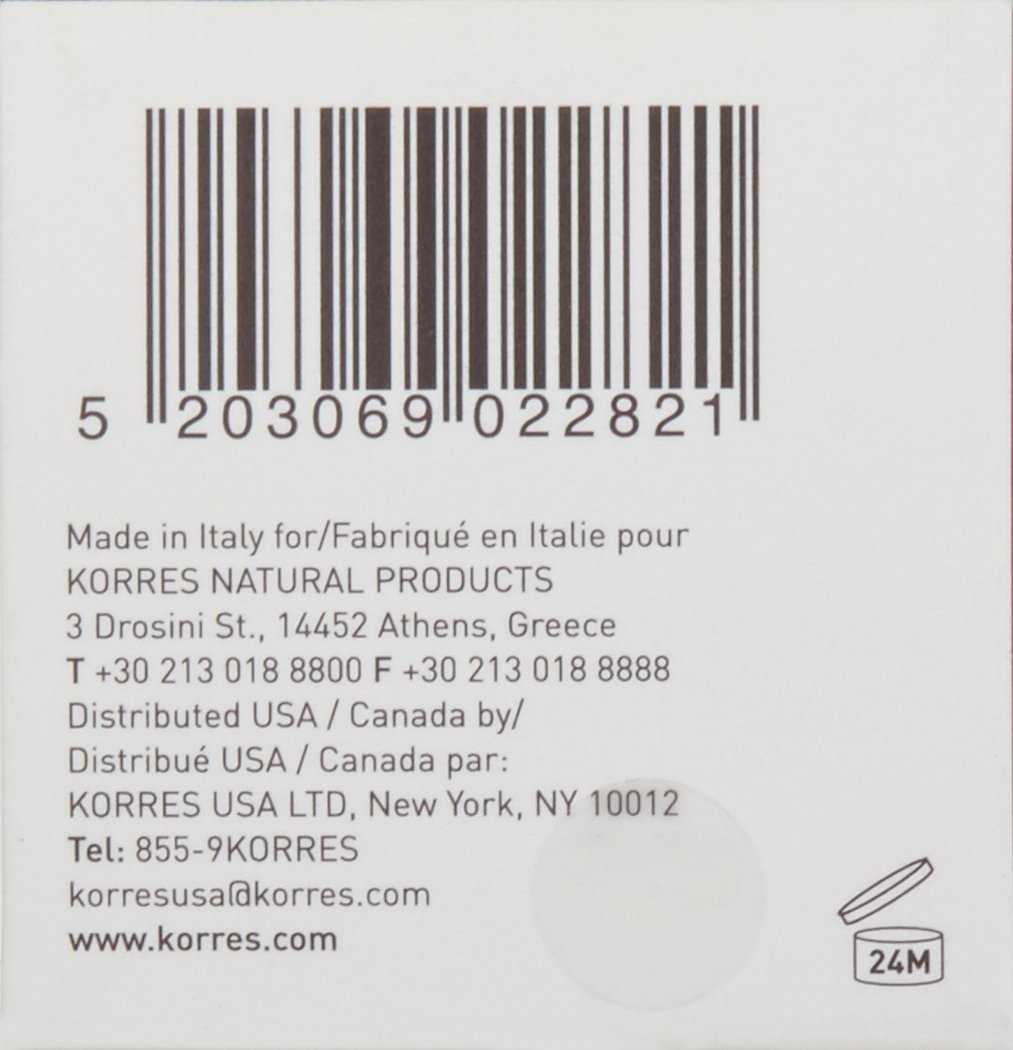 5 203069 022821
Made in Italy for/Fabriqué en Italie pour
KORRES NATURAL PRODUCTS
3 Drosini St., 14452 Athens, Greece
T +30 213 018 8800 F +30 213 018 8888
Distributed USA / Canada by/
Distribué USA / Canada par:
KORRES USA LTD, New York, NY 10012
Tel: 855-9KORRES
korresusa@korres.com
www.korres.com
24M